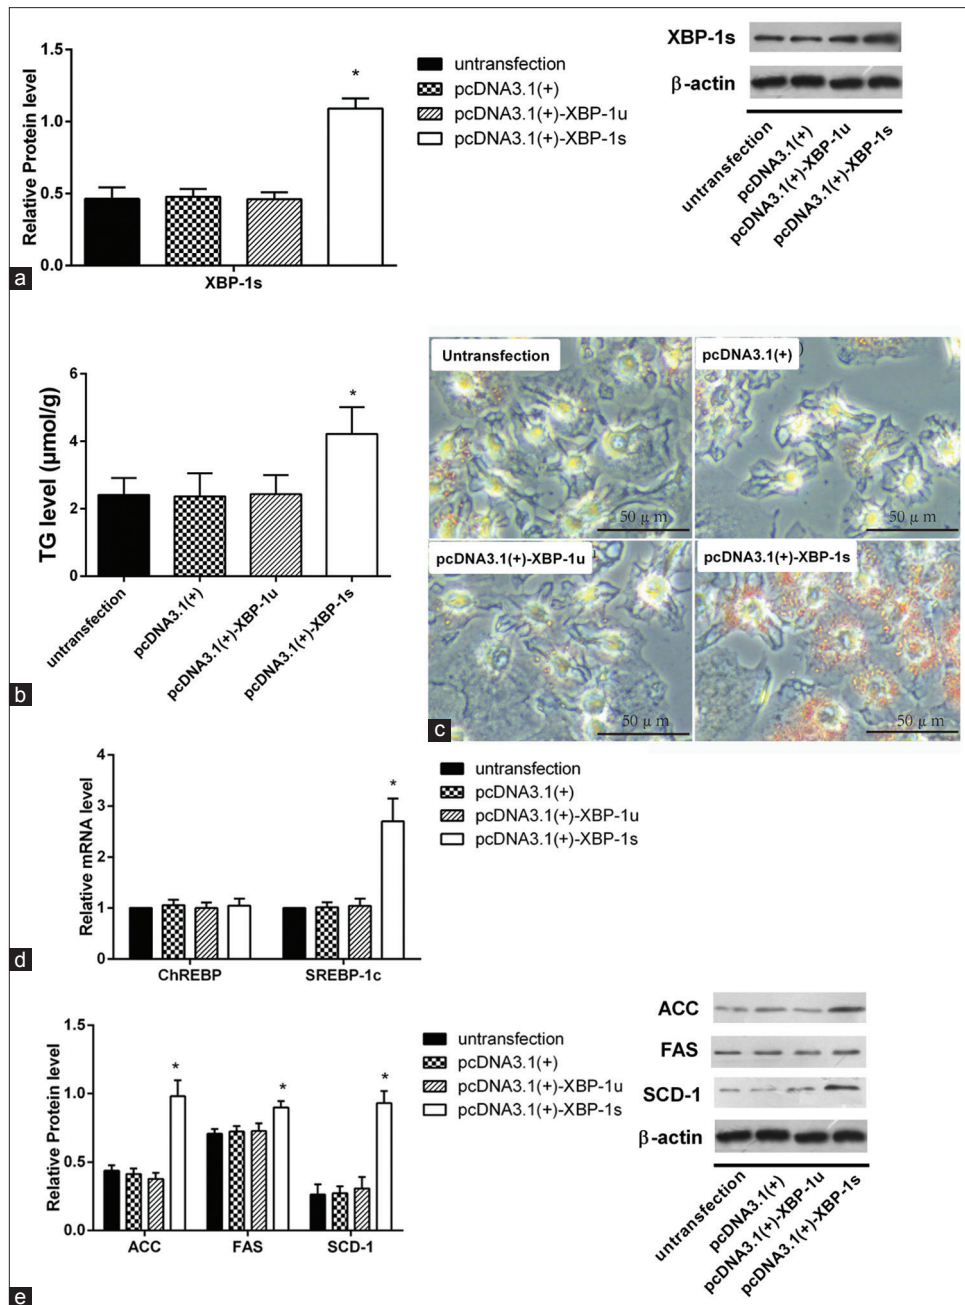 1.5
1.0
0.5
0.0
Relative Protein level
*
XBP-1s
untransfection
pcDNA3.1(+)
pcDNA3.1(+)-XBP-1u
pcDNA3.1(+)-XBP-1s
XBP-1s
β-actin
untransfection
pcDNA3.1(+)
pcDNA3.1(+)-XBP-1u
pcDNA3.1(+)-XBP-1s
a
6
4
2
0
TG level (μmol/g)
*
untransfection
pcDNA3.1(+)
pcDNA3.1(+)-XBP-1u
pcDNA3.1(+)-XBP-1s
b
Untransfection
50 μ m
pcDNA3.1(+)
50 μ m
pcDNA3.1(+)-XBP-1u
50 μ m
pcDNA3.1(+)-XBP-1s
50 μ m
c
4
3
2
1
0
Relative mRNA level
*
ChREBP
SREBP-1c
untransfection
pcDNA3.1(+)
pcDNA3.1(+)-XBP-1u
pcDNA3.1(+)-XBP-1s
d
1.5
1.0
0.5
0.0
Relative Protein level
*
*
*
ACC
FAS
SCD-1
untransfection
pcDNA3.1(+)
pcDNA3.1(+)-XBP-1u
pcDNA3.1(+)-XBP-1s
ACC
FAS
SCD-1
β-actin
untransfection
pcDNA3.1(+)
pcDNA3.1(+)-XBP-1u
pcDNA3.1(+)-XBP-1s
e